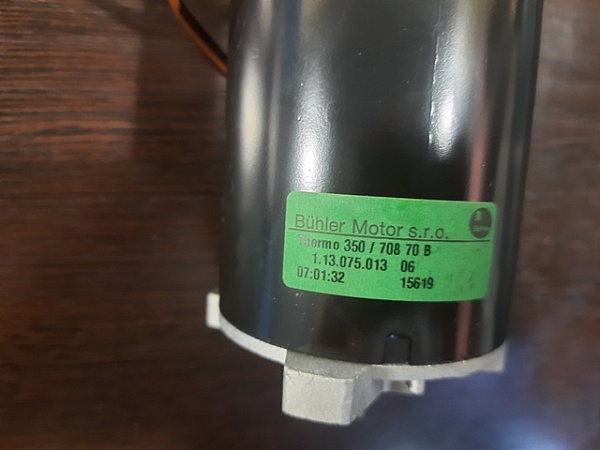 Bühler Motor s.r.o.
Thermo 350 / 708 70 B
1.13.075.013 06
07:01:32 15619